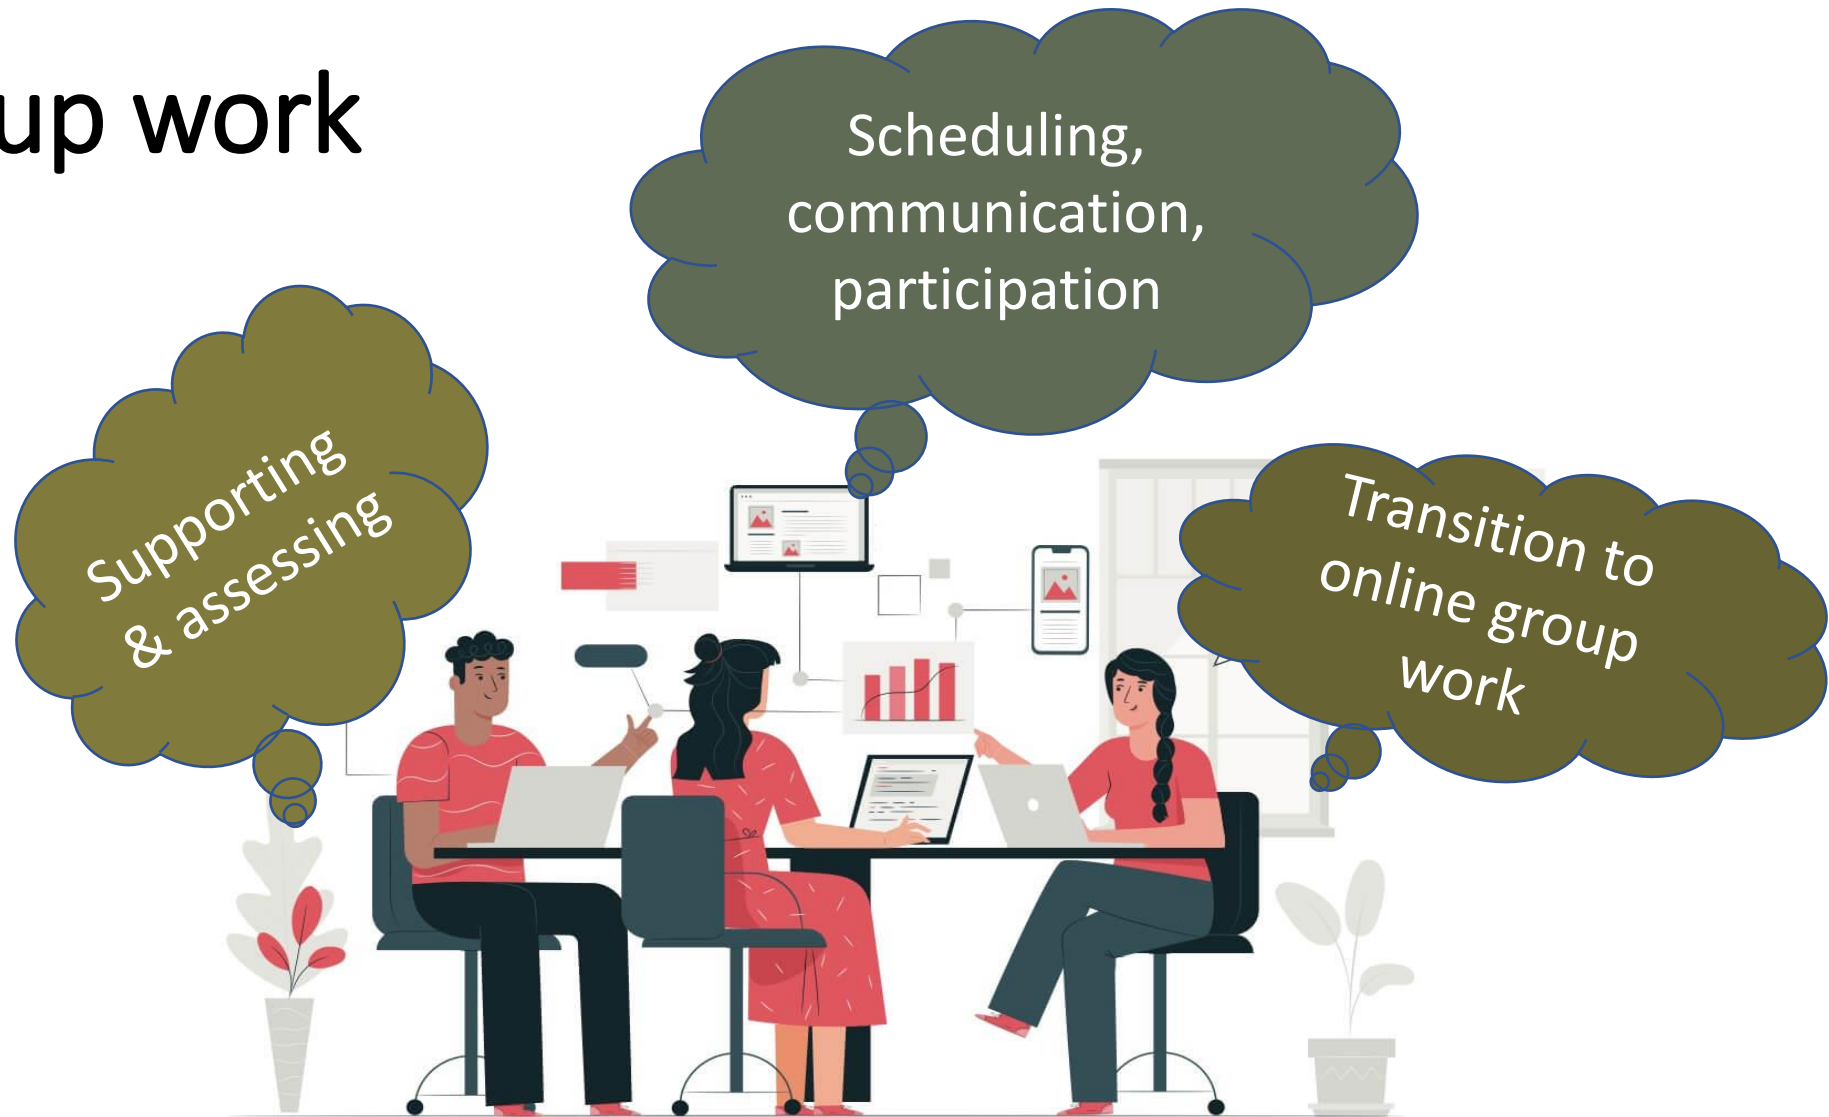 up work
Scheduling,
communication,
participation
Supporting
& assessing
Transition to
online group
work